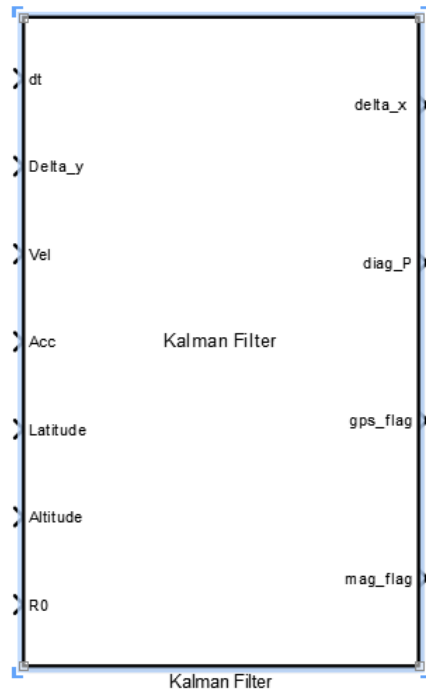 dt
Delta_y
Vel
Acc
Latitude
Altitude
R0
Kalman Filter
delta_x
diag_P
gps_flag
mag_flag
Kalman Filter